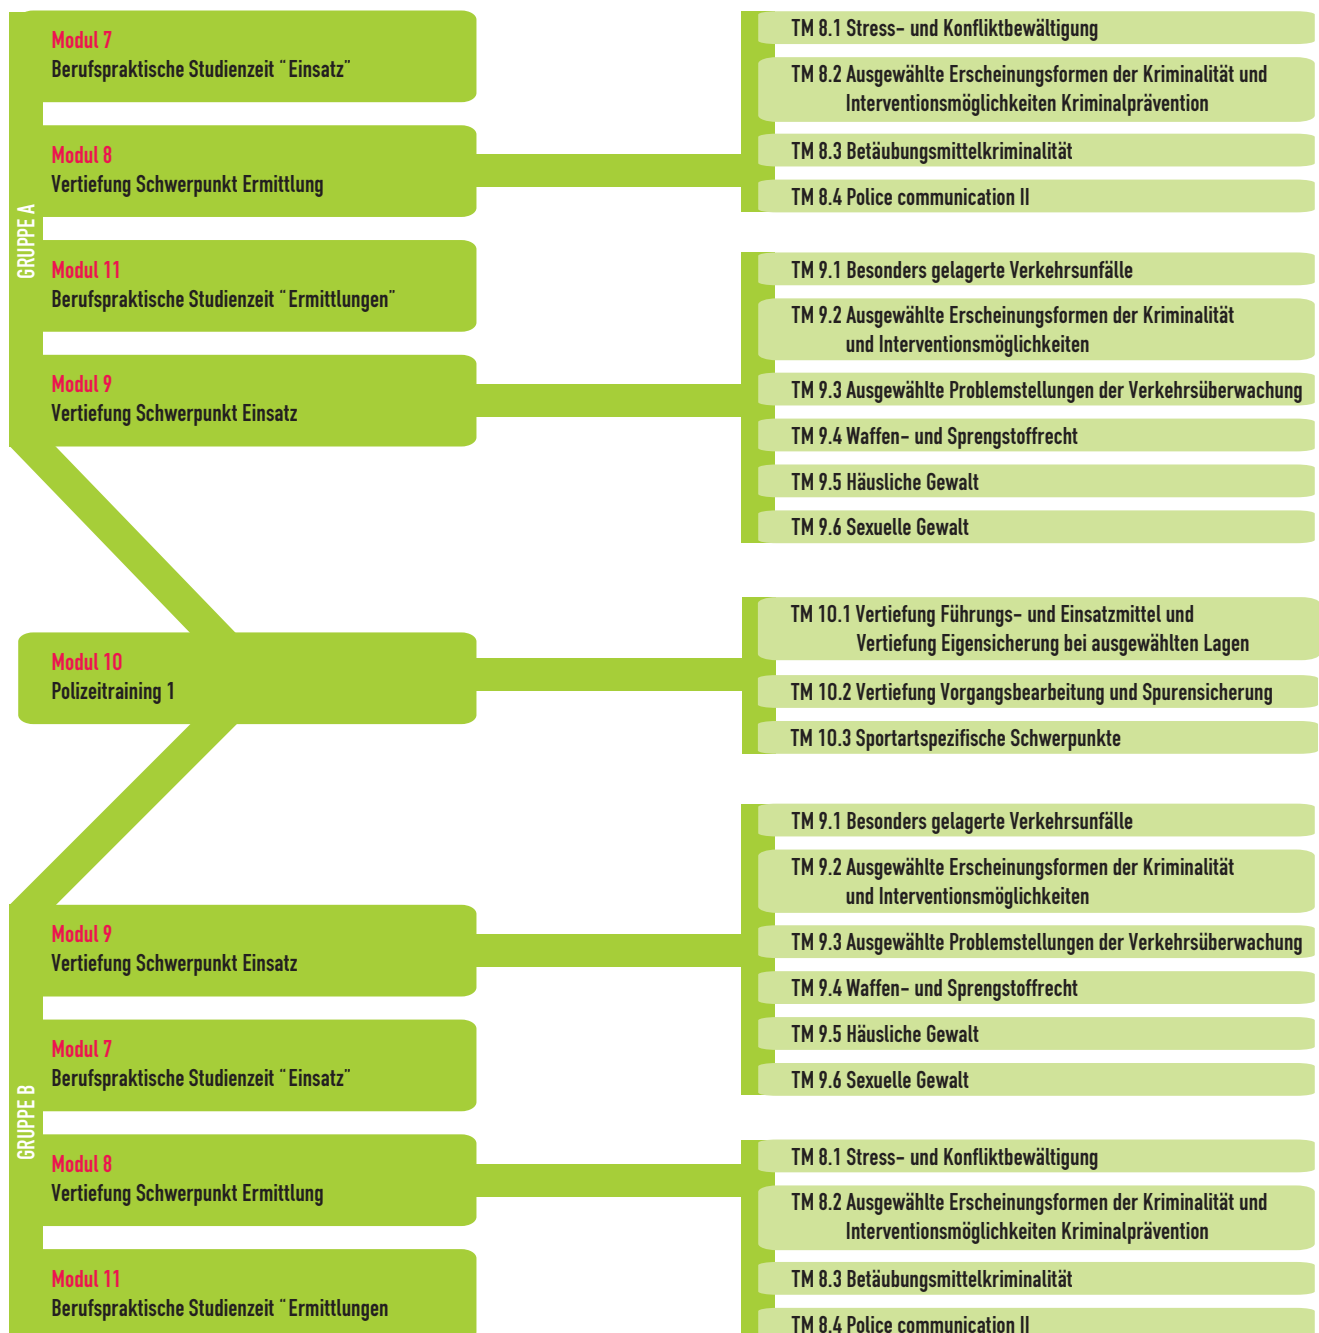 GRUPPE A
Modul 7
Berufspraktische Studienzeit "Einsatz"
Modul 8
Vertiefung Schwerpunkt Ermittlung
TM 8.1 Stress- und Konfliktbewältigung
TM 8.2 Ausgewählte Erscheinungsformen der Kriminalität und
Interventionsmöglichkeiten Kriminalprävention
TM 8.3 Betäubungsmittelkriminalität
TM 8.4 Police communication II
Modul 11
Berufspraktische Studienzeit "Ermittlungen"
Modul 9
Vertiefung Schwerpunkt Einsatz
TM 9.1 Besonders gelagerte Verkehrsunfälle
TM 9.2 Ausgewählte Erscheinungsformen der Kriminalität
und Interventionsmöglichkeiten
TM 9.3 Ausgewählte Problemstellungen der Verkehrsüberwachung
TM 9.4 Waffen- und Sprengstoffrecht
TM 9.5 Häusliche Gewalt
TM 9.6 Sexuelle Gewalt
Modul 10
Polizeitraining 1
TM 10.1 Vertiefung Führungs- und Einsatzmittel und
Vertiefung Eigensicherung bei ausgewählten Lagen
TM 10.2 Vertiefung Vorgangsbearbeitung und Spurensicherung
TM 10.3 Sportartspezifische Schwerpunkte
GRUPPE B
Modul 9
Vertiefung Schwerpunkt Einsatz
TM 9.1 Besonders gelagerte Verkehrsunfälle
TM 9.2 Ausgewählte Erscheinungsformen der Kriminalität
und Interventionsmöglichkeiten
TM 9.3 Ausgewählte Problemstellungen der Verkehrsüberwachung
TM 9.4 Waffen- und Sprengstoffrecht
TM 9.5 Häusliche Gewalt
TM 9.6 Sexuelle Gewalt
Modul 7
Berufspraktische Studienzeit "Einsatz"
Modul 8
Vertiefung Schwerpunkt Ermittlung
TM 8.1 Stress- und Konfliktbewältigung
TM 8.2 Ausgewählte Erscheinungsformen der Kriminalität und
Interventionsmöglichkeiten Kriminalprävention
TM 8.3 Betäubungsmittelkriminalität
TM 8.4 Police communication II
Modul 11
Berufspraktische Studienzeit "Ermittlungen